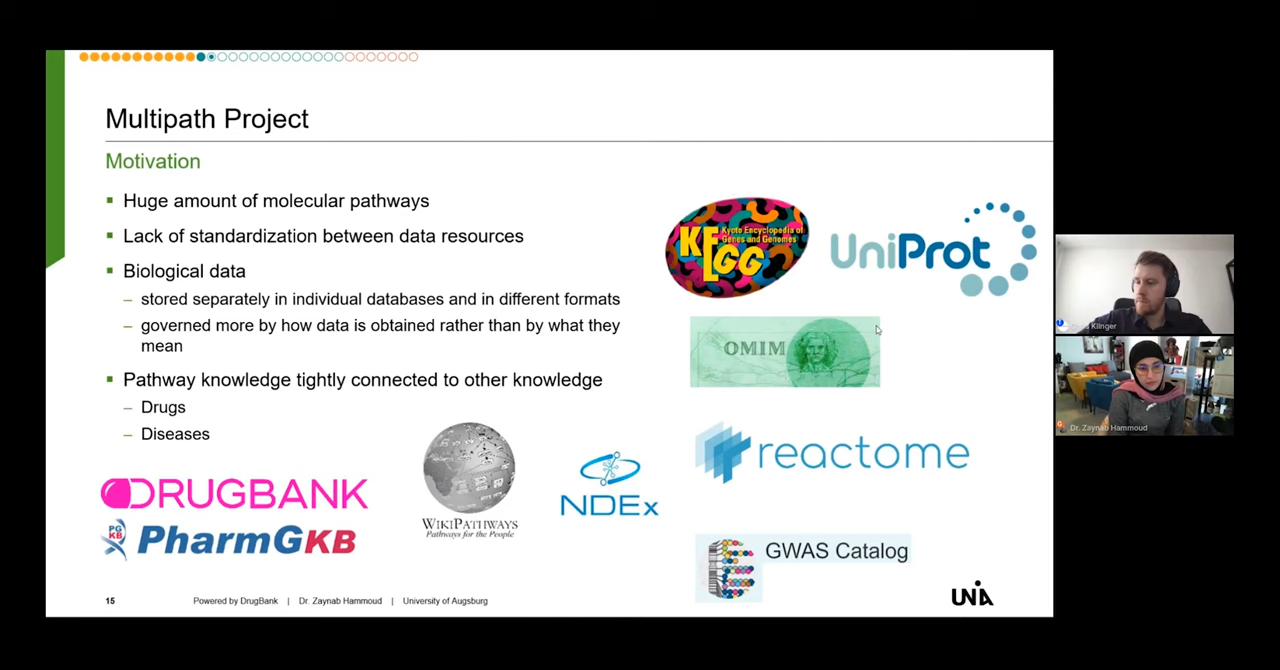 Multipath Project
Motivation
Huge amount of molecular pathways
Lack of standardization between data resources
Biological data
– stored separately in individual databases and in different formats
– governed more by how data is obtained rather than by what they
mean
Pathway knowledge tightly connected to other knowledge
– Drugs
– Diseases
KEGG
Kyoto Encyclopedia of
Genes and Genomes
UniProt
OMIM
reactome
GWAS Catalog
DRUGBANK
PG
KB
PharmGKB
WIKIPATHWAYS
Pathways for the People
NDEx
15
Powered by DrugBank | Dr. Zaynab Hammoud | University of Augsburg
UNIA
Klinger
Dr. Zaynab Hammoud